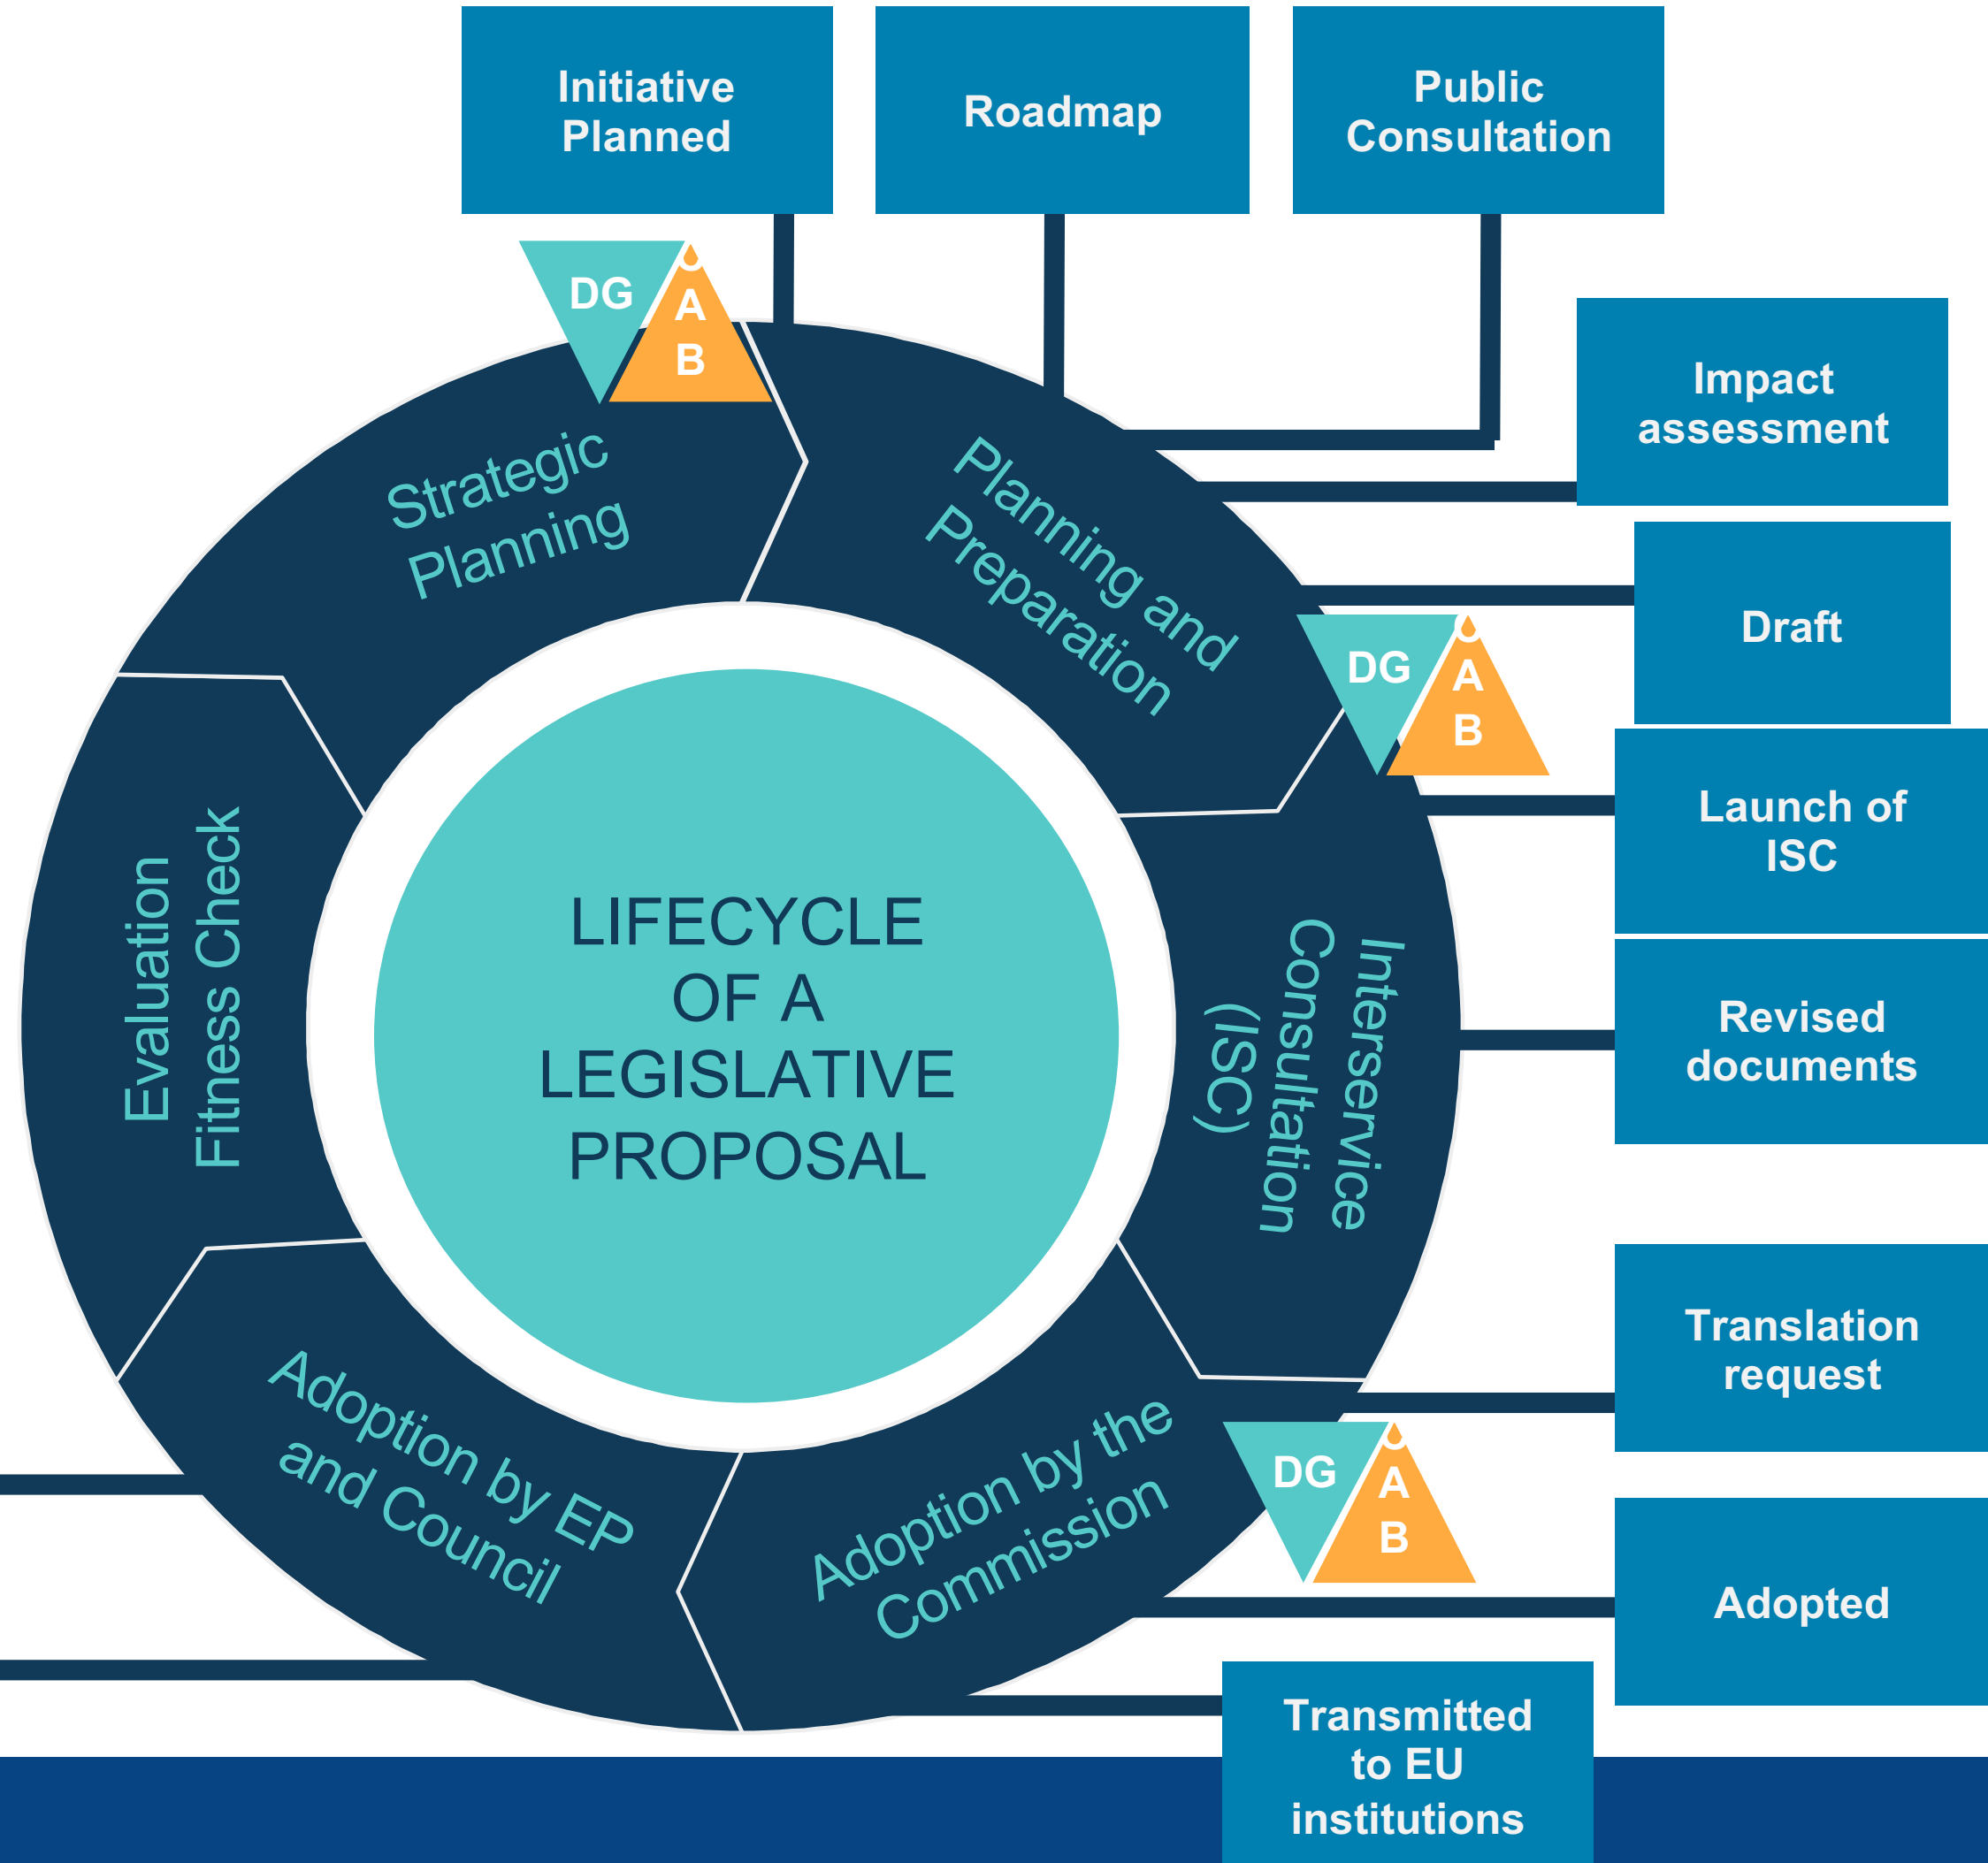 Initiative
Planned
Roadmap
Public
Consultation
Impact
assessment
Draft
Launch of
ISC
Revised
documents
Translation
request
Adopted
Transmitted
to EU
institutions
DG
C
A
B
Strategic
Planning
Planning and
Preparation
DG
C
A
B
Interservice
Consultation
(ISC)
Adoption by the
Commission
DG
C
A
B
Adoption by EP
and Council
Evaluation
Fitness Check
LIFECYCLE
OF A
LEGISLATIVE
PROPOSAL